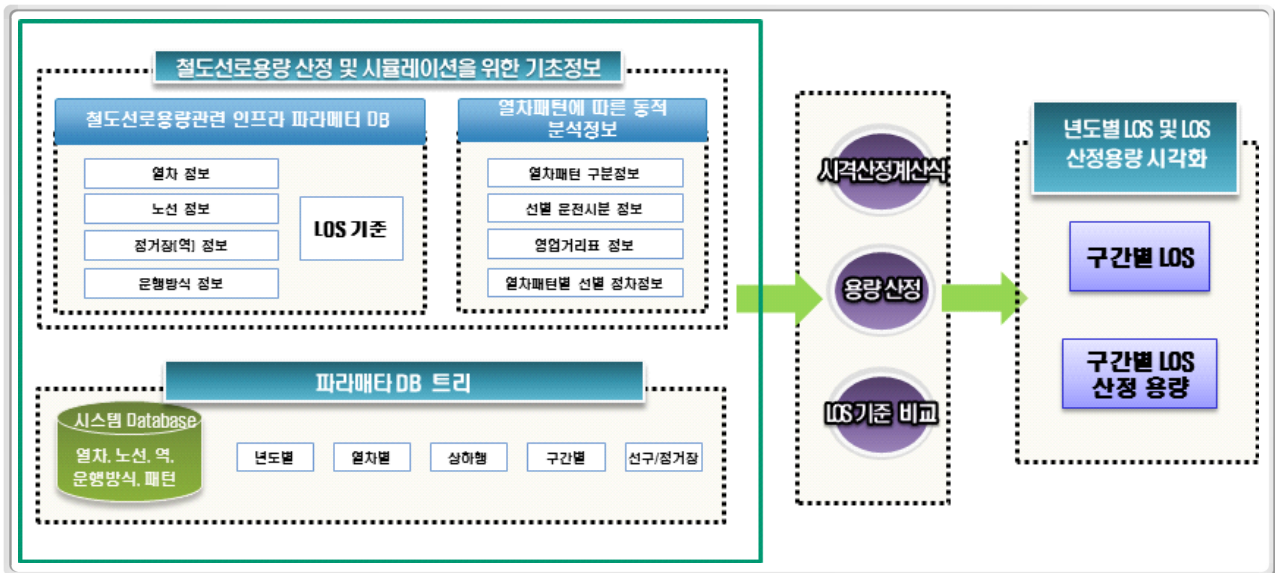 철도선로용량 산정 및 시뮬레이션을 위한 기초정보
철도선로용량관련 인프라 파라메터 DB
열차 정보
노선 정보
정거장(역) 정보
운행방식 정보
LOS 기준
열차패턴에 따른 동적
분석정보
열차패턴 구분정보
선별 운전시분 정보
영업거리표 정보
열차패턴별 선별 정차정보
파라매타 DB 트리
시스템 Database
열차, 노선, 역,
운행방식, 패턴
년도별
열차별
상하행
구간별
선구/정거장
시격산정계산식
용량 산정
LOS 기준 비교
년도별 LOS 및 LOS
산정용량 시각화
구간별 LOS
구간별 LOS
산정 용량